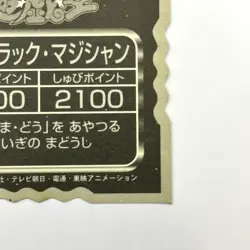 ラック・マジシャン
ポイント しゅびポイント
00 2100
ま・どう」を あやつる
いぎの まどうし
社・テレビ朝日・電通・東映アニメーション